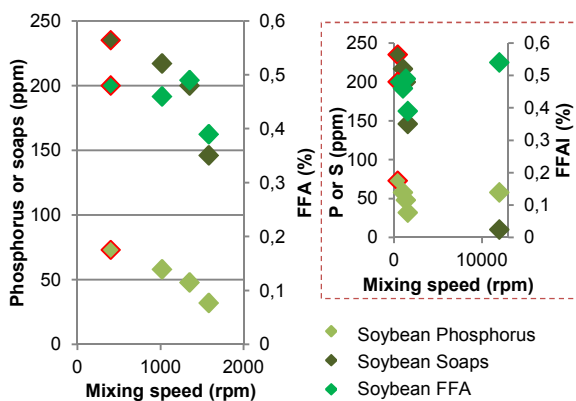 250
200
150
100
50
0
Phosphorus or soaps (ppm)
0,6
0,5
0,4
0,3
0,2
0,1
0
FFA (%)
0 1000 2000
Mixing speed (rpm)
250
200
150
100
50
0
P or S (ppm)
0,6
0,5
0,4
0,3
0,2
0,1
0
FFAI (%)
0 10000
Mixing speed (rpm)
Soybean Phosphorus
Soybean Soaps
Soybean FFA